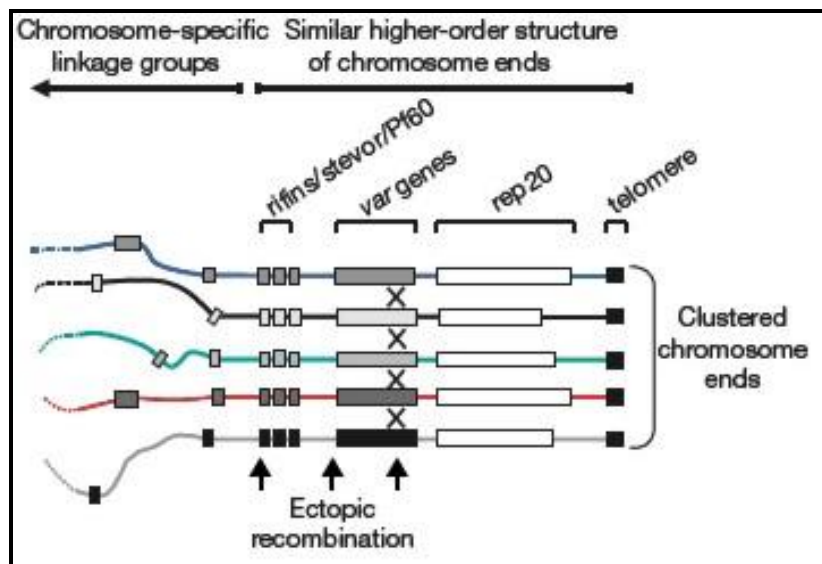 Chromosome-specific
linkage groups
Similar higher-order structure
of chromosome ends
rifins/stevor/Pf60
var genes
rep20
telomere
Clustered
chromosome
ends
Ectopic
recombination